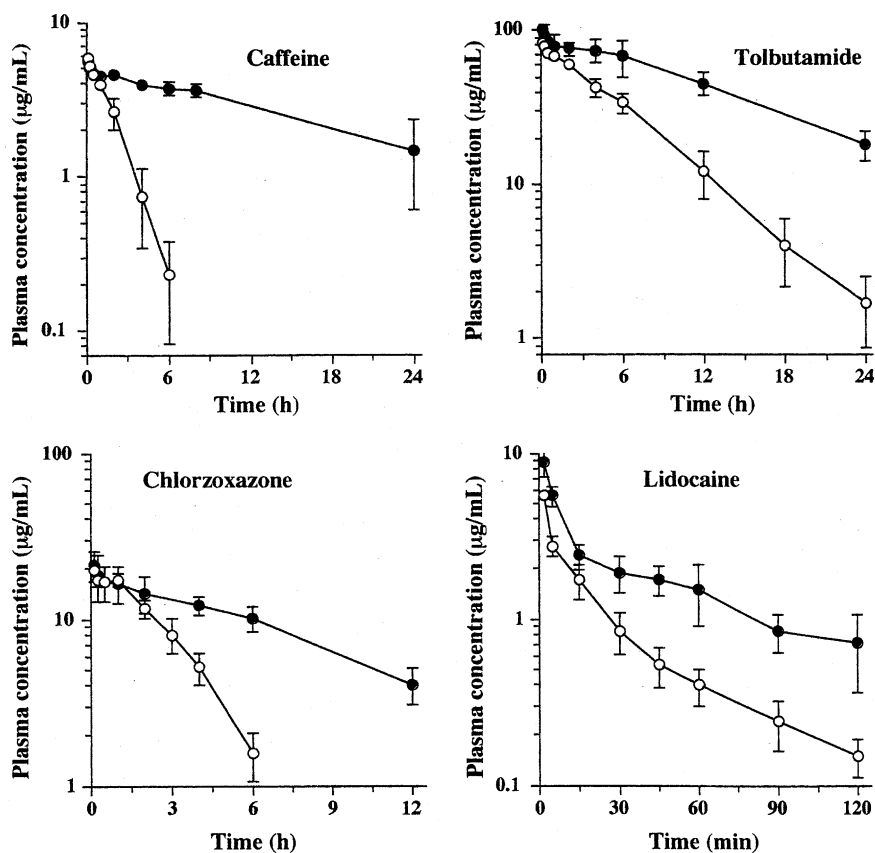 Caffeine
Plasma concentration (µg/mL)
10
1
0.1
0 6 12 18 24
Time (h)
Tolbutamide
Plasma concentration (µg/mL)
100
10
1
0 6 12 18 24
Time (h)
Chlorzoxazone
Plasma concentration (µg/mL)
100
10
1
0 3 6 9 12
Time (h)
Lidocaine
Plasma concentration (µg/mL)
10
1
0.1
0 30 60 90 120
Time (min)